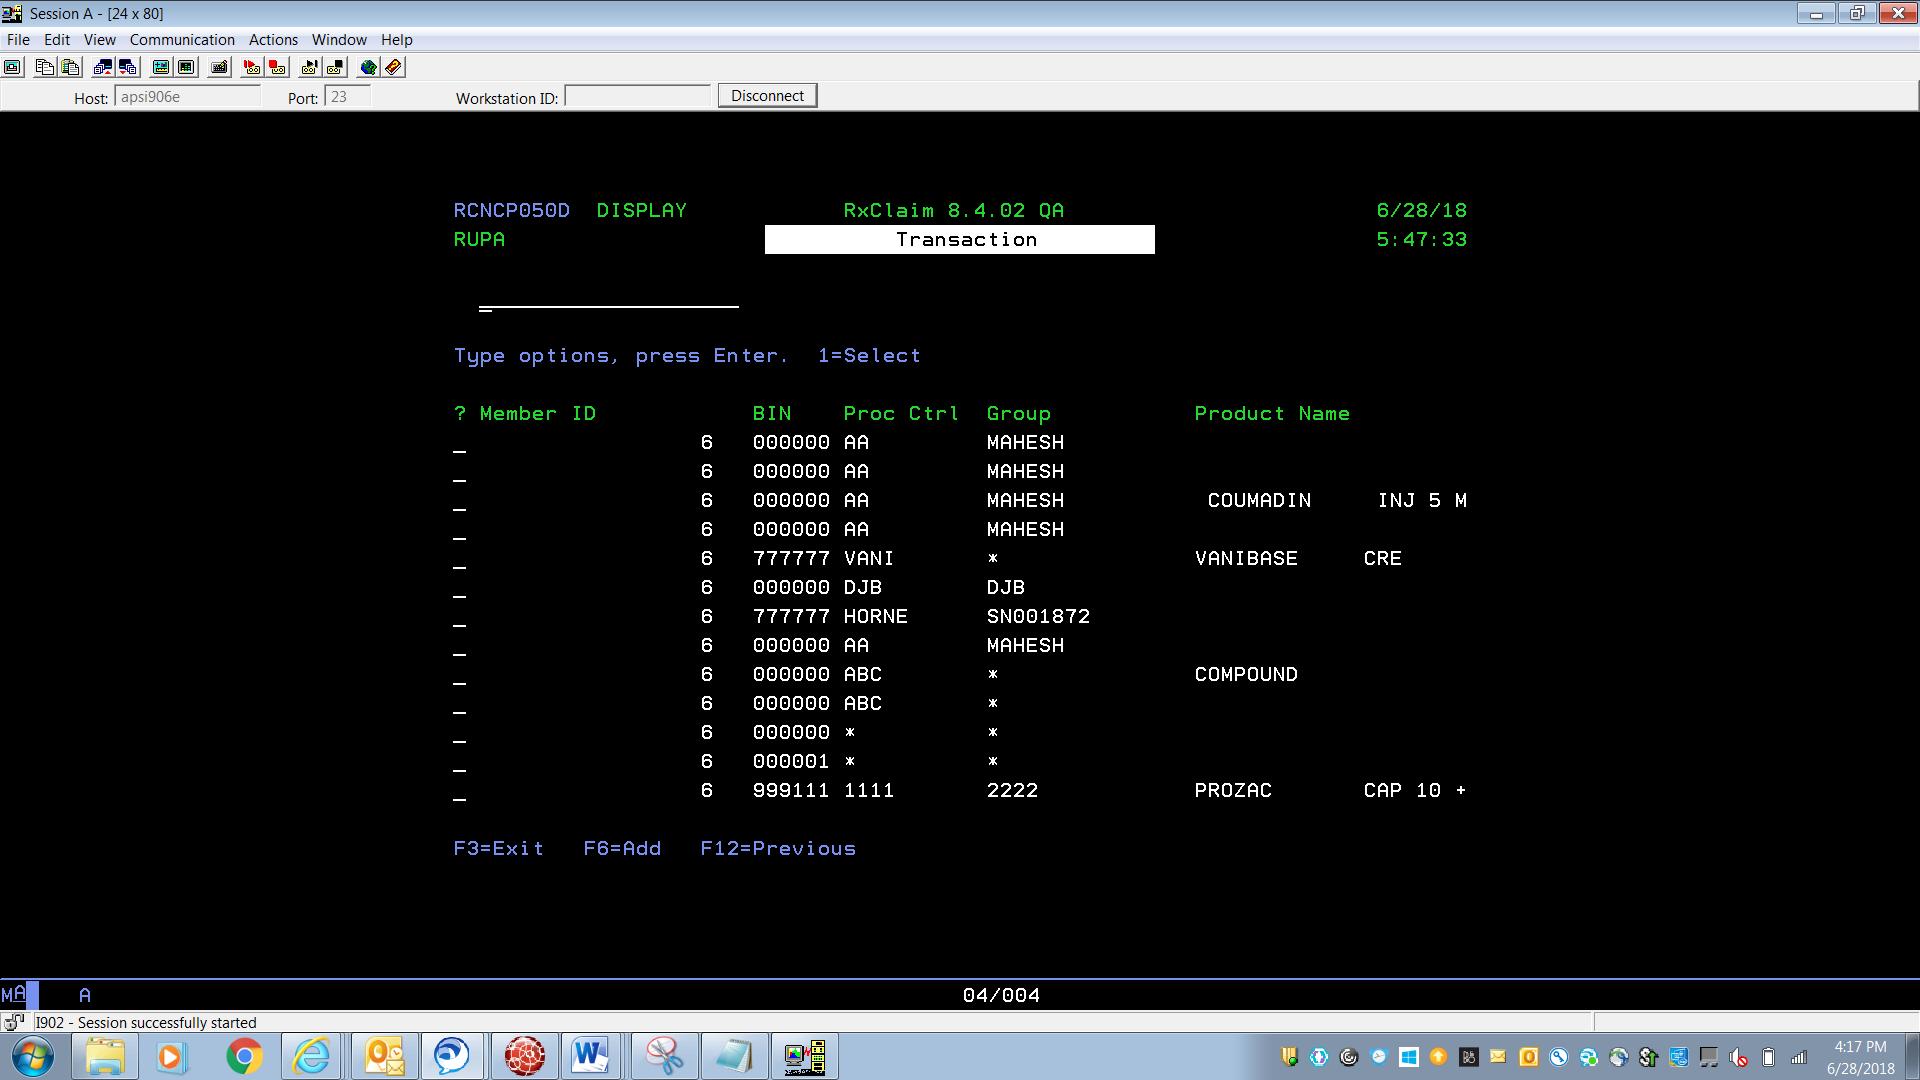 Session A - [24 x 80]
File Edit View Communication Actions Window Help
Host: apsi906e Port: 23 Workstation ID: Disconnect
RCNCP050D DISPLAY RxClaim 8.4.02 QA 6/28/18
RUPA Transaction 5:47:33
Type options, press Enter. 1=Select
? Member ID BIN Proc Ctrl Group Product Name
_ 6 000000 AA MAHESH
_ 6 000000 AA MAHESH
_ 6 000000 AA MAHESH COUMADIN INJ 5 M
_ 6 000000 AA MAHESH
_ 6 777777 VANI * VANIBASE CRE
_ 6 000000 DJB DJB
_ 6 777777 HORNE SN001872
_ 6 000000 AA MAHESH
_ 6 000000 ABC * COMPOUND
_ 6 000000 ABC *
_ 6 000000 * *
_ 6 000001 * *
_ 6 999111 1111 2222 PROZAC CAP 10 +
F3=Exit F6=Add F12=Previous
MA A 04/004
I902 - Session successfully started
4:17 PM
6/28/2018